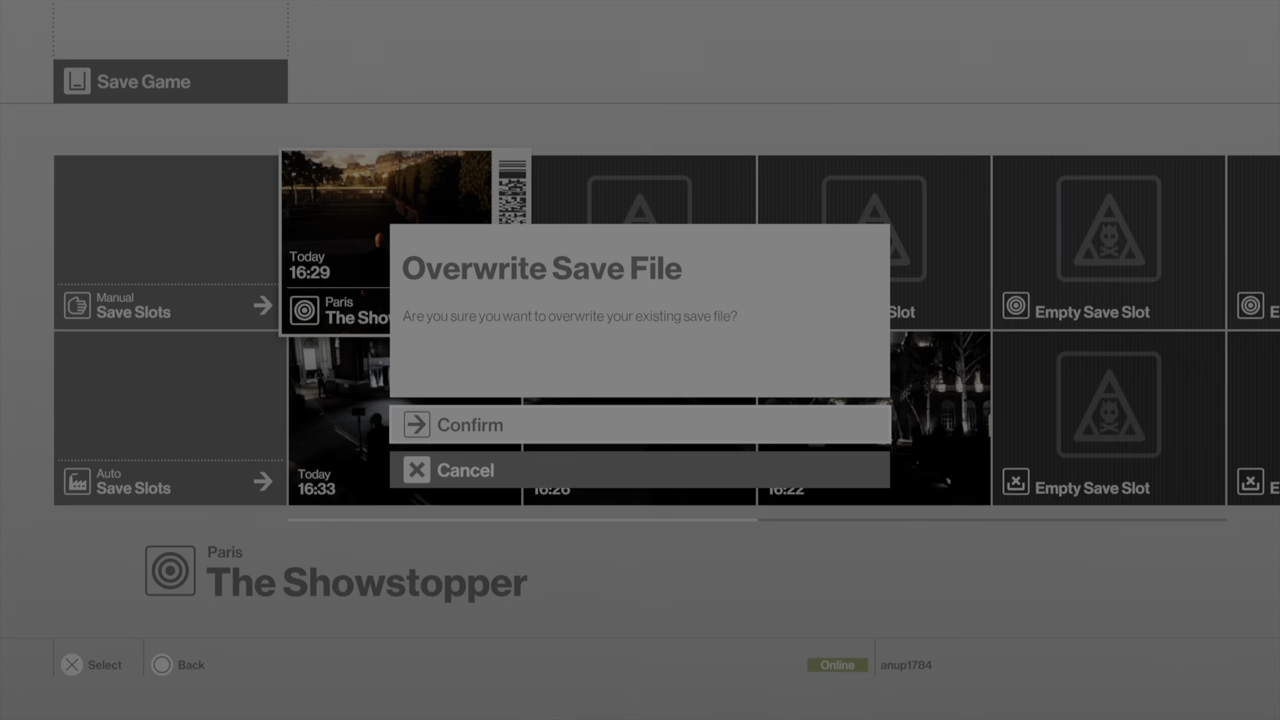 Save Game
Today
16:29
Paris
The Sho
Manual
Save Slots
Slot
Empty Save Slot
Overwrite Save File
Are you sure you want to overwrite your existing save file?
Confirm
Cancel
Auto
Save Slots
Today
16:33
16:26
16:22
Empty Save Slot
Paris
The Showstopper
Select
Back
Online
anup1784